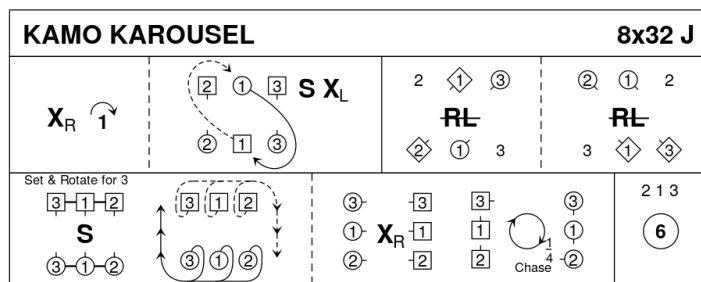 KAMO KAROUSEL 8x32 J
X R 1
2 1 3 S X L
2 1 3
2 1 3
RL
2 1 3
2 1 2
RL
3 1 3
Set & Rotate for 3
3 1 2
S
3 1 2
3 1 2
3 1 2
3 3
1 X R 1
2 2
3 3
1 1
2 1/4 2
Chase
2 1 3
6